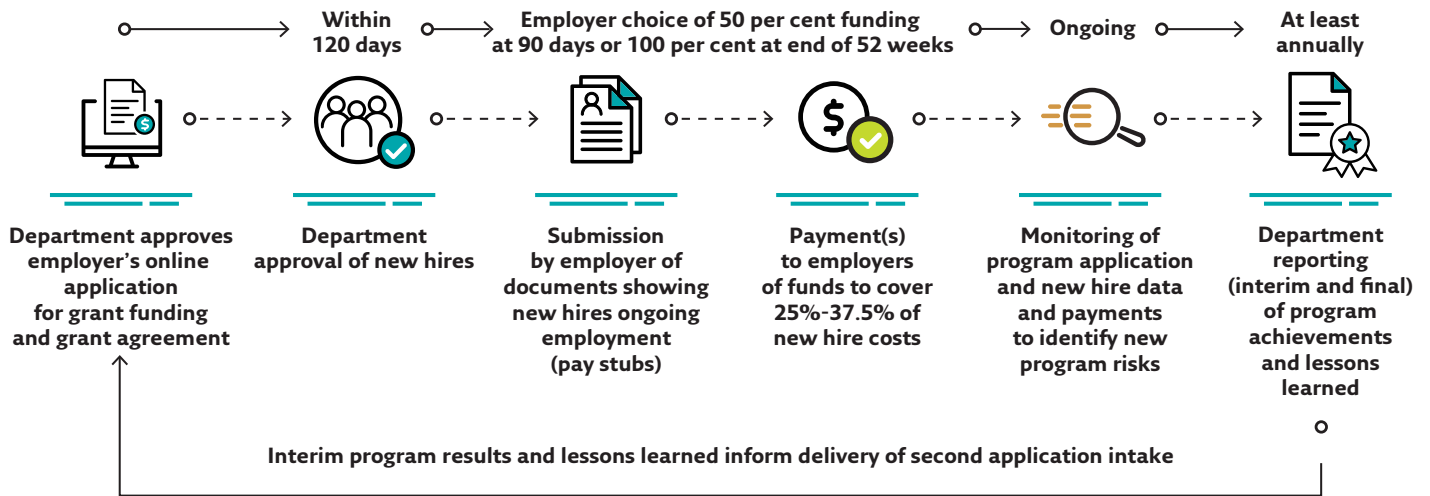 Within
120 days
Employer choice of 50 per cent funding
at 90 days or 100 per cent at end of 52 weeks
Ongoing
At least
annually
$
$
Department approves
employer’s online
application
for grant funding
and grant agreement
Department
approval of new hires
Submission
by employer of
documents showing
new hires ongoing
employment
(pay stubs)
Payment(s)
to employers
of funds to cover
25%-37.5% of
new hire costs
Monitoring of
program application
and new hire data
and payments
to identify new
program risks
Department
reporting
(interim and final)
of program
achievements
and lessons
learned
Interim program results and lessons learned inform delivery of second application intake